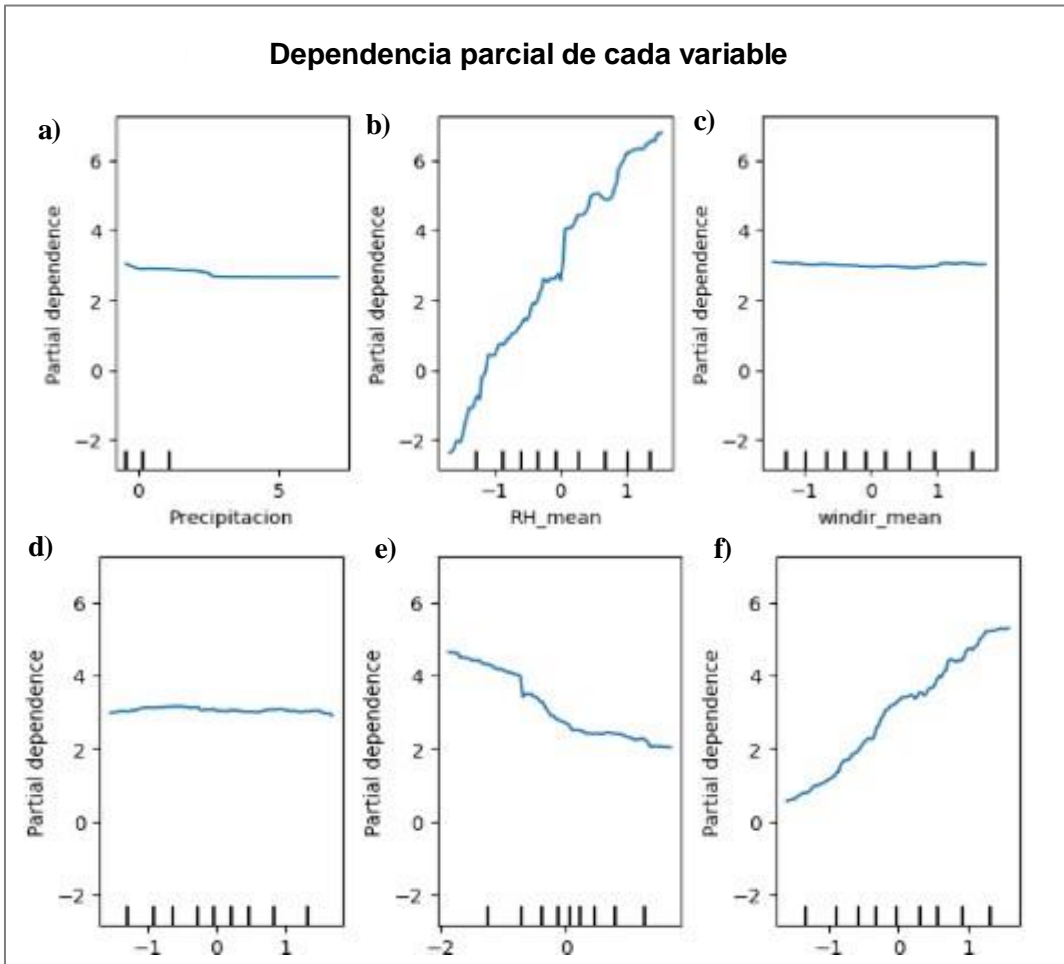 Dependencia parcial de cada variable
a)
6
4
2
0
−2
Partial dependence
0
5
Precipitacion
b)
6
4
2
0
−2
Partial dependence
−1
0
1
RH_mean
c)
6
4
2
0
−2
Partial dependence
−1
0
1
windir_mean
d)
6
4
2
0
−2
Partial dependence
−1
0
1
e)
6
4
2
0
−2
Partial dependence
−2
0
f)
6
4
2
0
−2
Partial dependence
−1
0
1